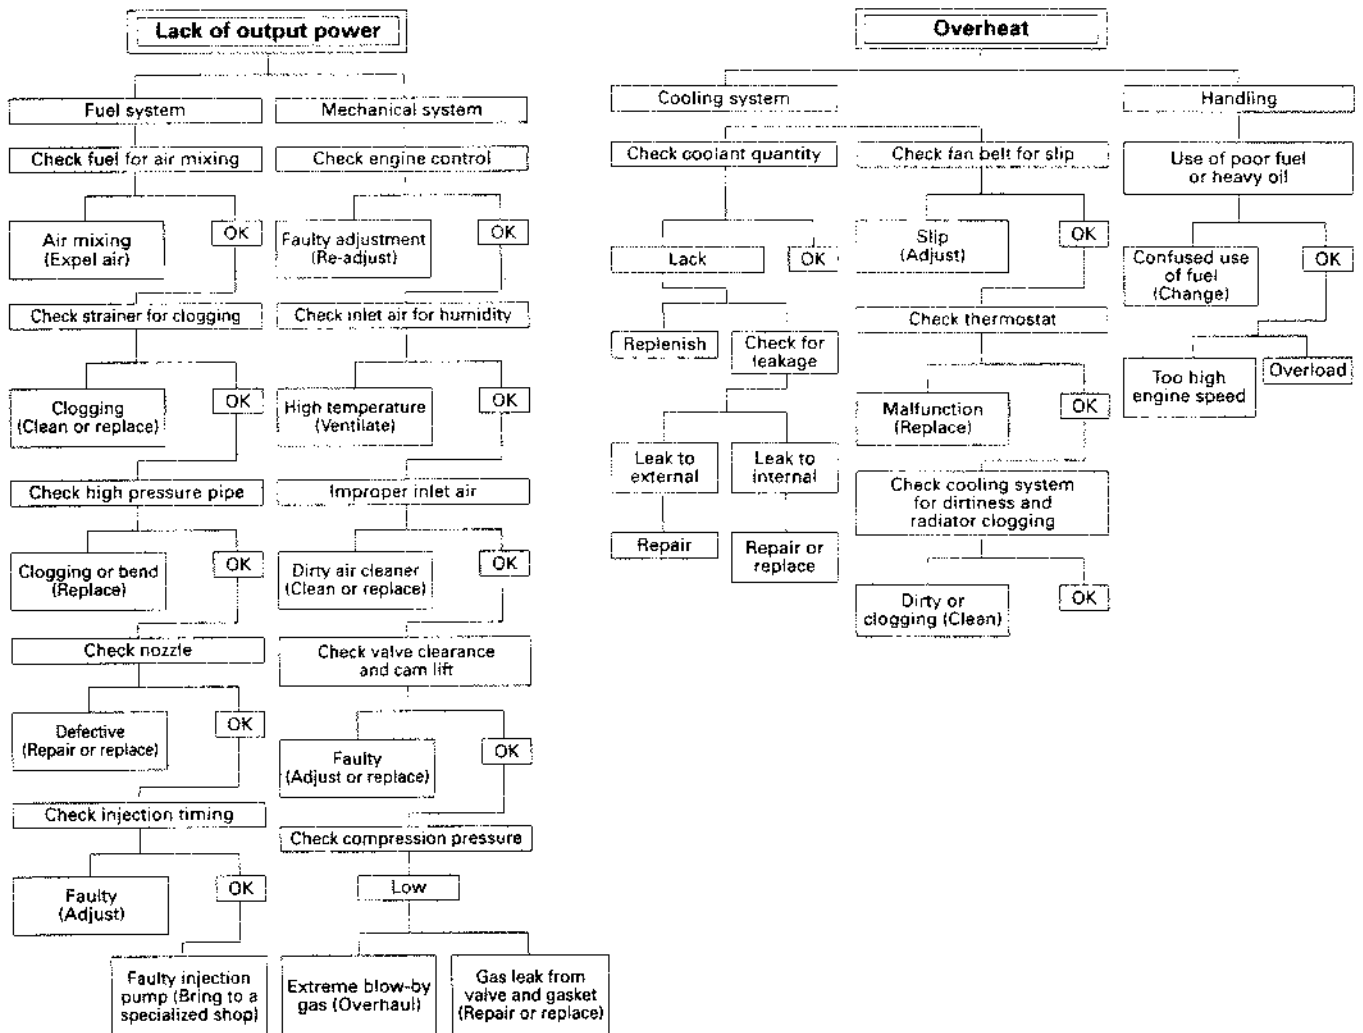 Lack of output power
Fuel system
Check fuel for air mixing
Air mixing
(Expel air)
OK
Check strainer for clogging
Clogging
(Clean or replace)
OK
Check high pressure pipe
Clogging or bend
(Replace)
OK
Check nozzle
Defective
(Repair or replace)
OK
Check injection timing
Faulty
(Adjust)
OK
Faulty injection
pump (Bring to a
specialized shop)
Mechanical system
Check engine control
Faulty adjustment
(Re-adjust)
OK
Check inlet air for humidity
High temperature
(Ventilate)
OK
Improper inlet air
Dirty air cleaner
(Clean or replace)
OK
Check valve clearance
and cam lift
Faulty
(Adjust or replace)
OK
Check compression pressure
Low
Extreme blow-by
gas (Overhaul)
Gas leak from
valve and gasket
(Repair or replace)
Overheat
Cooling system
Check coolant quantity
Lack
OK
Replenish
Check for
leakage
Leak to
external
Leak to
internal
Repair
Repair or
replace
Check fan belt for slip
Slip
(Adjust)
OK
Check thermostat
Malfunction
(Replace)
OK
Check cooling system
for dirtiness and
radiator clogging
Dirty or
clogging (Clean)
OK
Handling
Use of poor fuel
or heavy oil
Confused use
of fuel
(Change)
OK
Too high
engine speed
Overload